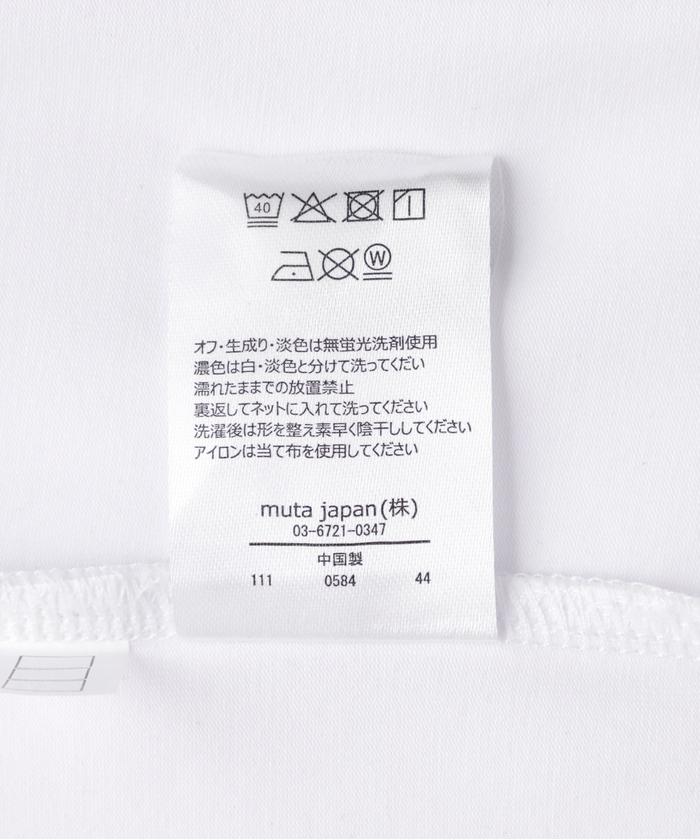 40
W
オフ・生成り・淡色は無蛍光洗剤使用
濃色は白・淡色と分けて洗ってくだい
濡れたままでの放置禁止
裏返してネットに入れて洗ってください
洗濯後は形を整え素早く陰干ししてください
アイロンは当て布を使用してください
muta japan(株)
03-6721-0347
中国製
111 0584 44